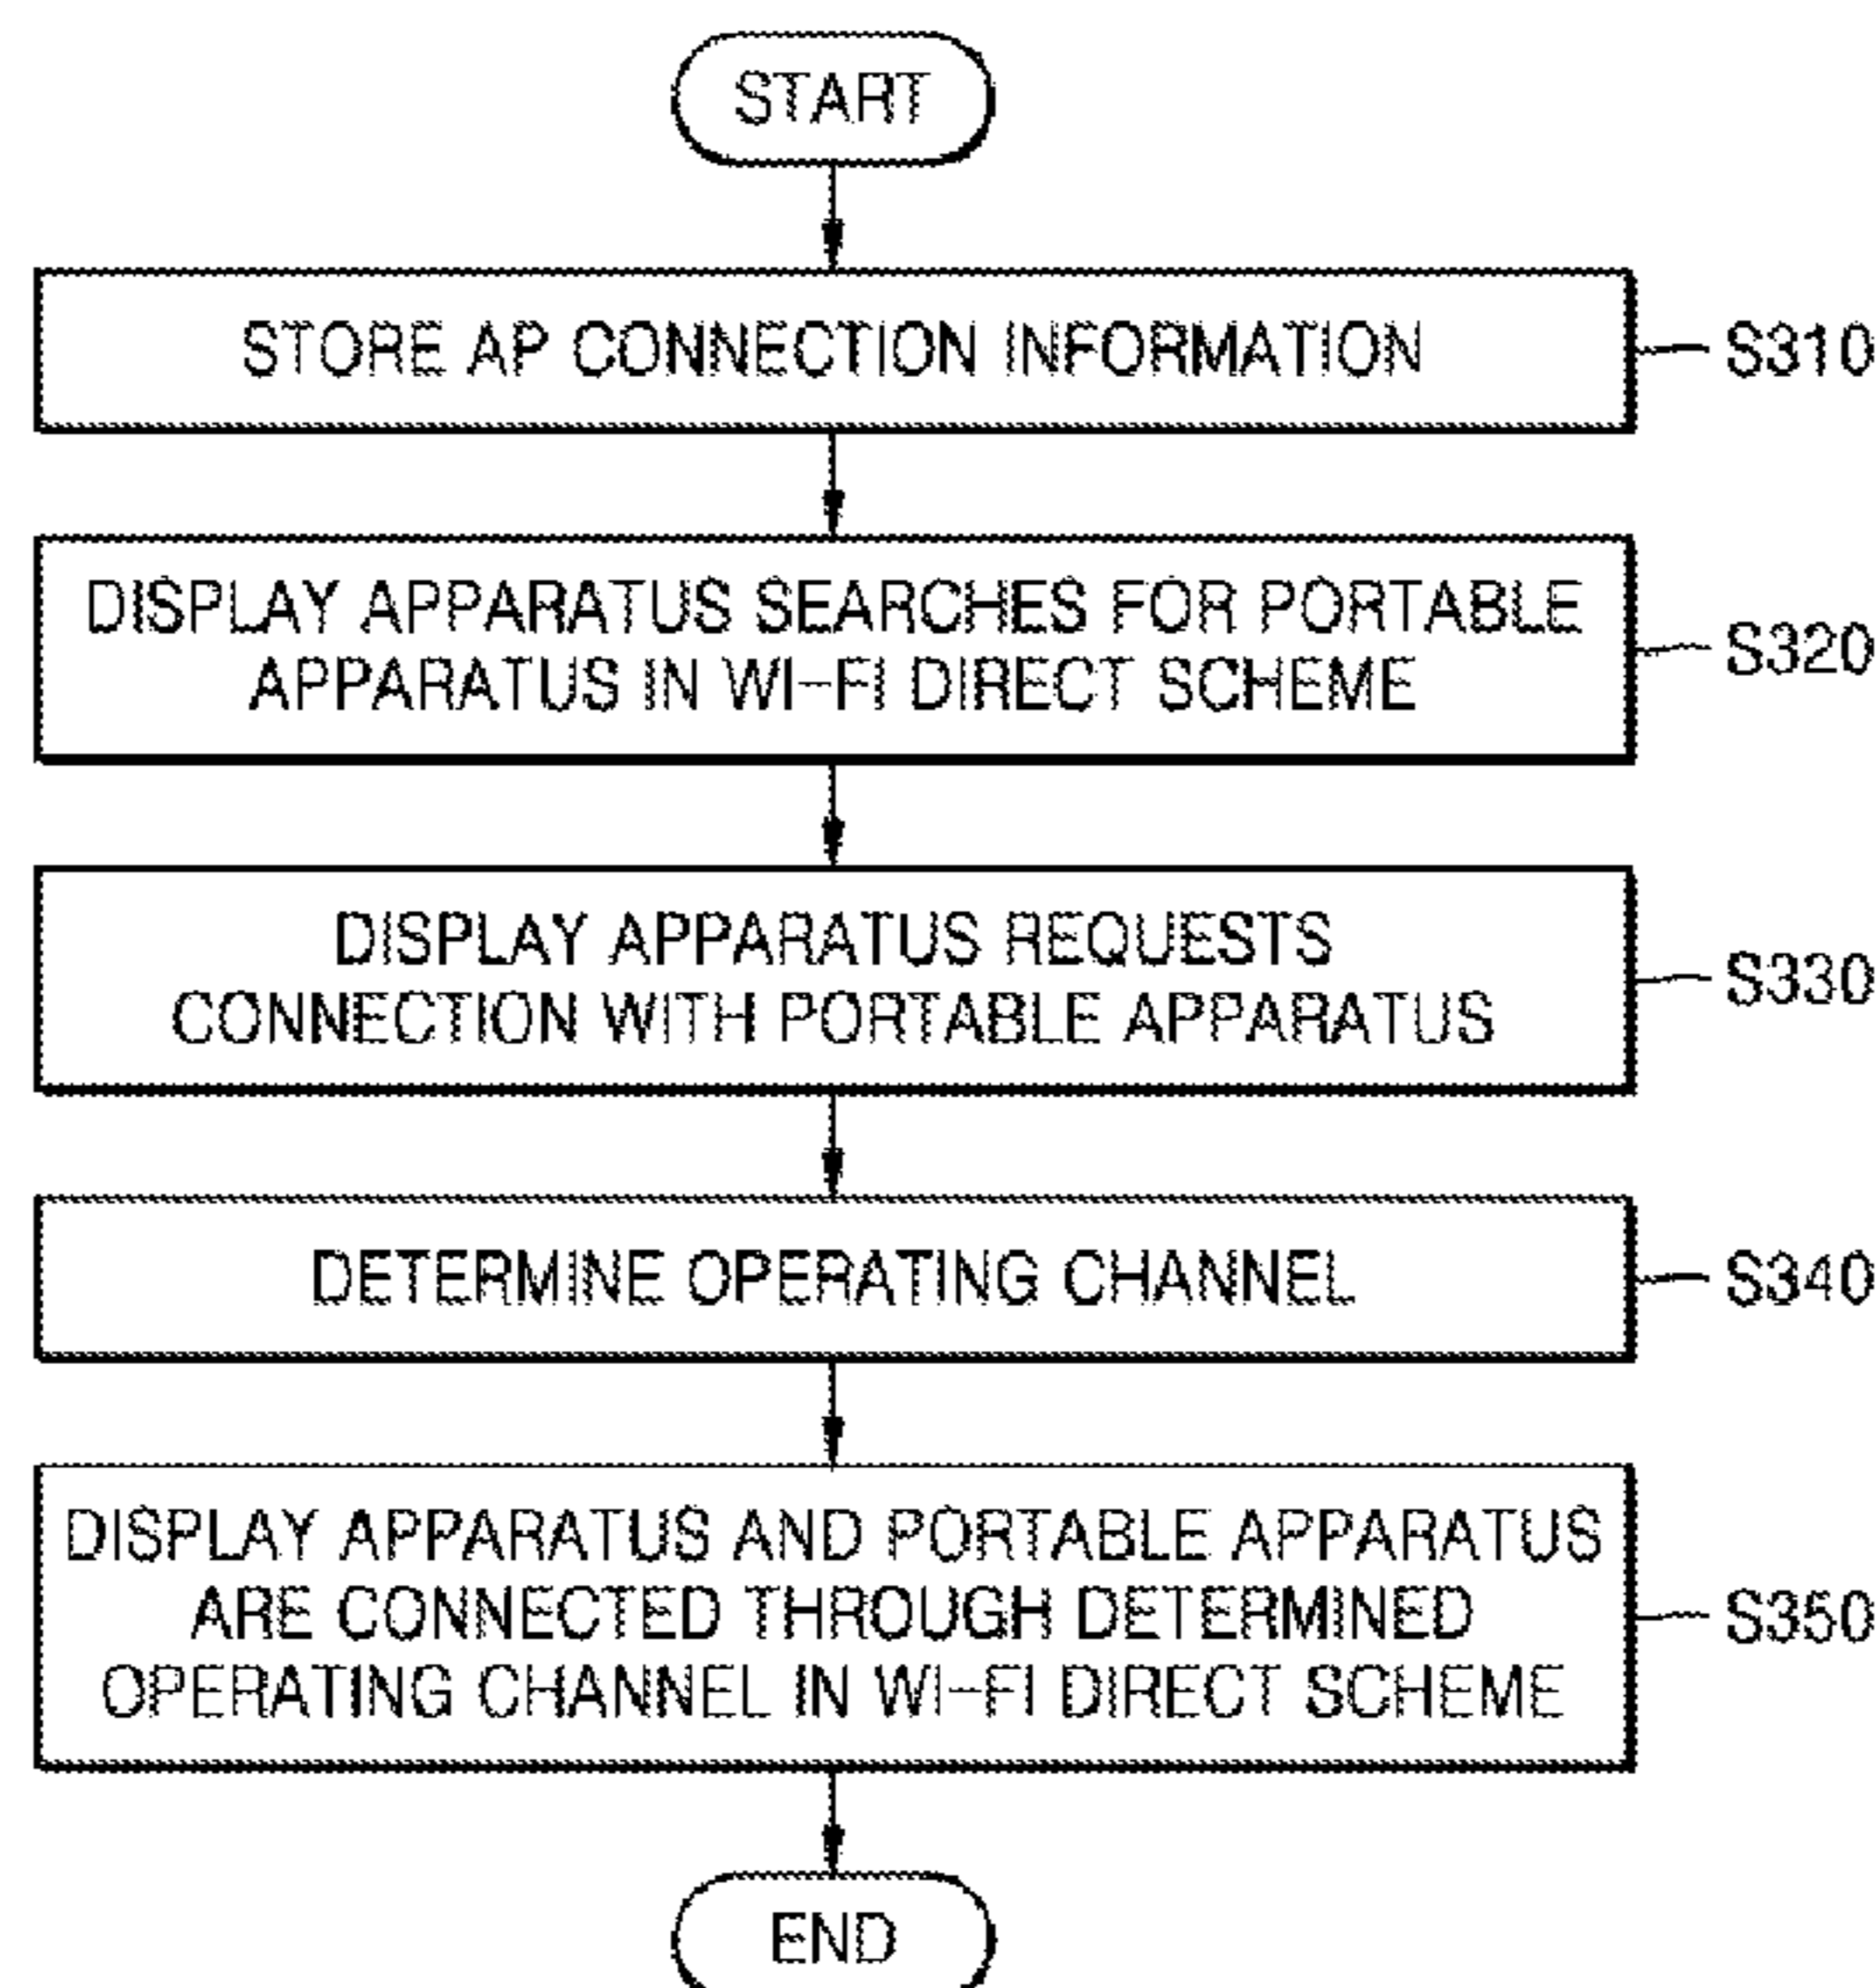 START
STORE AP CONNECTION INFORMATION
S310
DISPLAY APPARATUS SEARCHES FOR PORTABLE
APPARATUS IN WI-FI DIRECT SCHEME
S320
DISPLAY APPARATUS REQUESTS
CONNECTION WITH PORTABLE APPARATUS
S330
DETERMINE OPERATING CHANNEL
S340
DISPLAY APPARATUS AND PORTABLE APPARATUS
ARE CONNECTED THROUGH DETERMINED
OPERATING CHANNEL IN WI-FI DIRECT SCHEME
S350
END